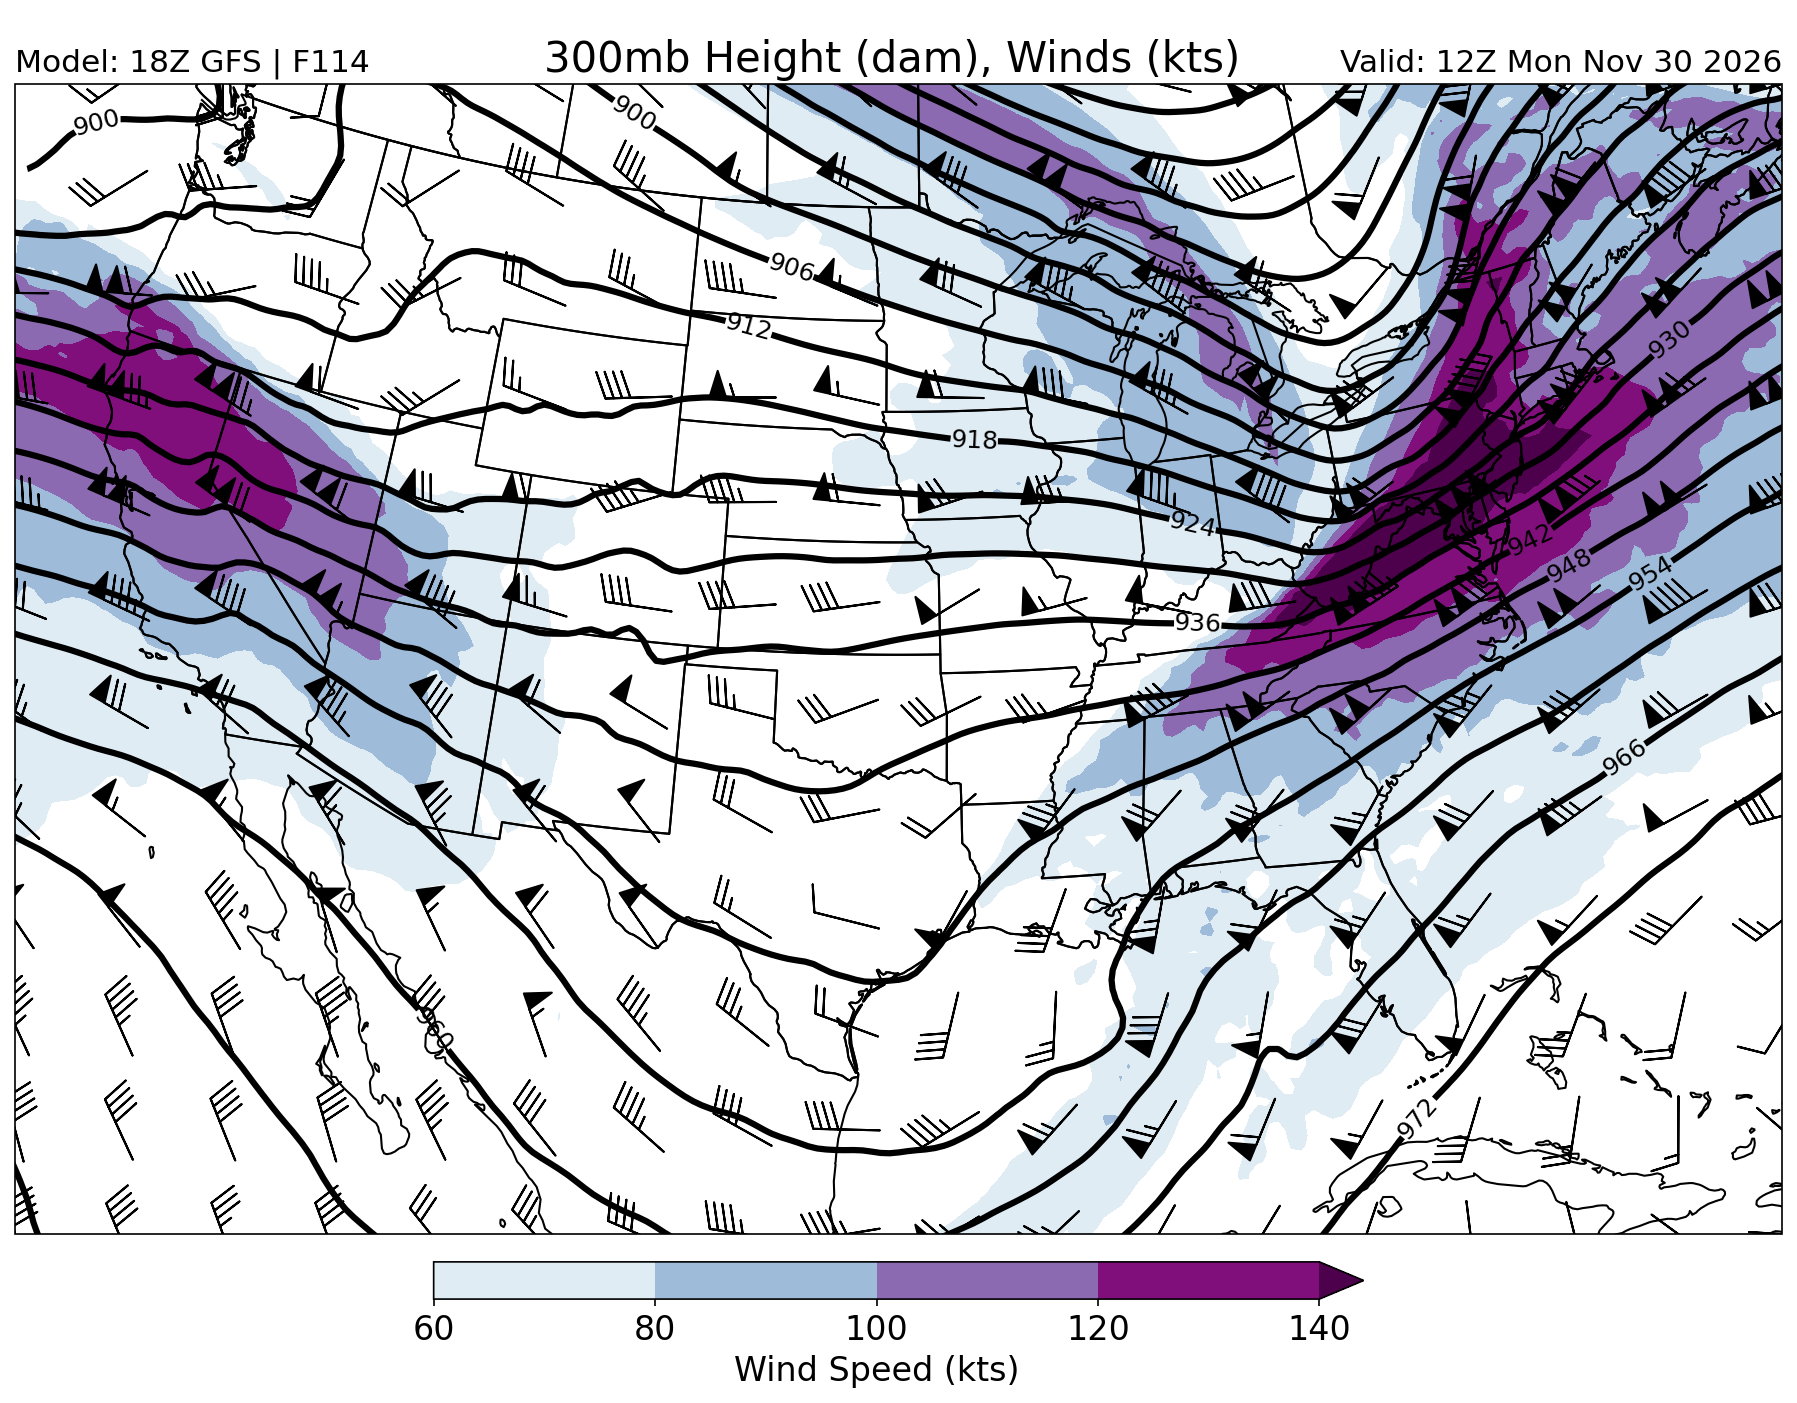 Model: 18Z GFS | F114
300mb Height (dam), Winds (kts)
Valid: 12Z Mon Nov 30 2026
900
900
906
912
930
918
924
942
948
954
936
966
960
972
60 80 100 120 140
Wind Speed (kts)